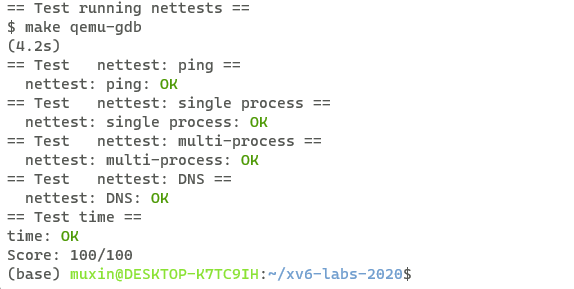 == Test running nettests ==
$ make qemu-gdb
(4.2s)
== Test   nettest: ping ==
  nettest: ping: OK
== Test   nettest: single process ==
  nettest: single process: OK
== Test   nettest: multi-process ==
  nettest: multi-process: OK
== Test   nettest: DNS ==
  nettest: DNS: OK
== Test time ==
time: OK
Score: 100/100
(base) muxin@DESKTOP-K7TC9IH:~/xv6-labs-2020$